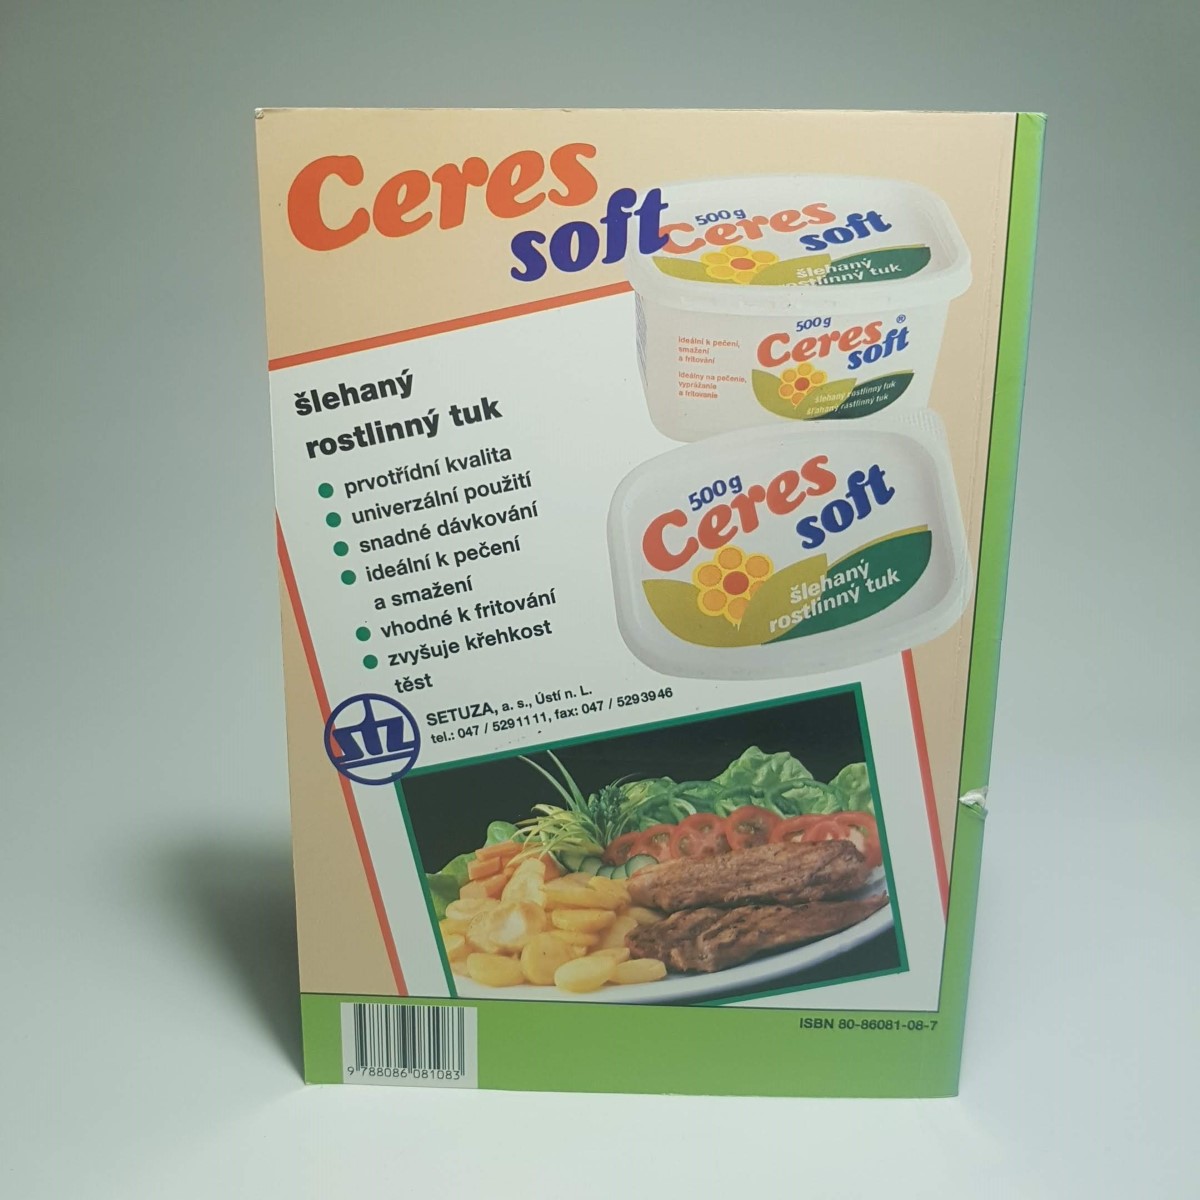 Ceres
soft
500 g
Ceres
soft
šlehaný
rostlinný tuk
500 g
Ceres
soft
®
ideální k pečení,
smažení
a fritování
ideálny na pečenie,
vyprážanie
a fritovanie
šlehaný rostlinný tuk
šľahaný rastlinný tuk
500 g
Ceres
soft
šlehaný
rostlinný tuk
šlehaný
rostlinný tuk
prvotřídní kvalita
univerzální použití
snadné dávkování
ideální k pečení
a smažení
vhodné k fritování
zvyšuje křehkost
těst
stz
SETUZA, a. s., Ústí n. L.
tel.: 047 / 5291111, fax: 047 / 5293946
ISBN 80-86081-08-7
9 788086 081083